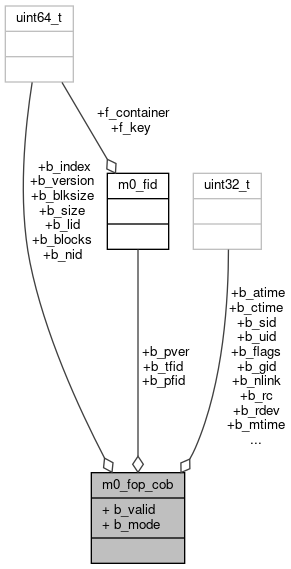 uint64_t
+f_container
+f_key
+b_index
+b_version
+b_blksize
+b_size
+b_lid
+b_blocks
+b_nid
m0_fid
uint32_t
+b_pver
+b_tfid
+b_pfid
+b_atime
+b_ctime
+b_sid
+b_uid
+b_flags
+b_gid
+b_nlink
+b_rc
+b_rdev
+b_mtime
...
m0_fop_cob
+ b_valid
+ b_mode